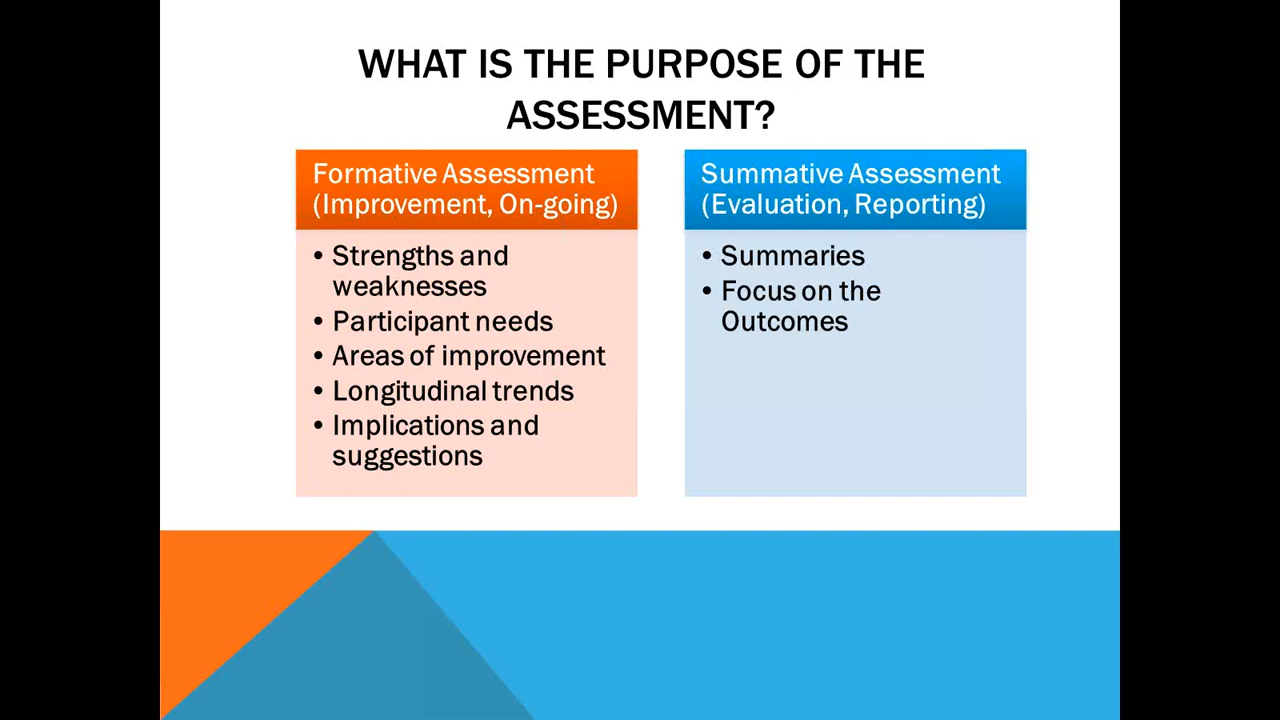 WHAT IS THE PURPOSE OF THE
ASSESSMENT?
Formative Assessment
(Improvement, On-going)
• Strengths and
weaknesses
• Participant needs
• Areas of improvement
• Longitudinal trends
• Implications and
suggestions
Summative Assessment
(Evaluation, Reporting)
• Summaries
• Focus on the
Outcomes